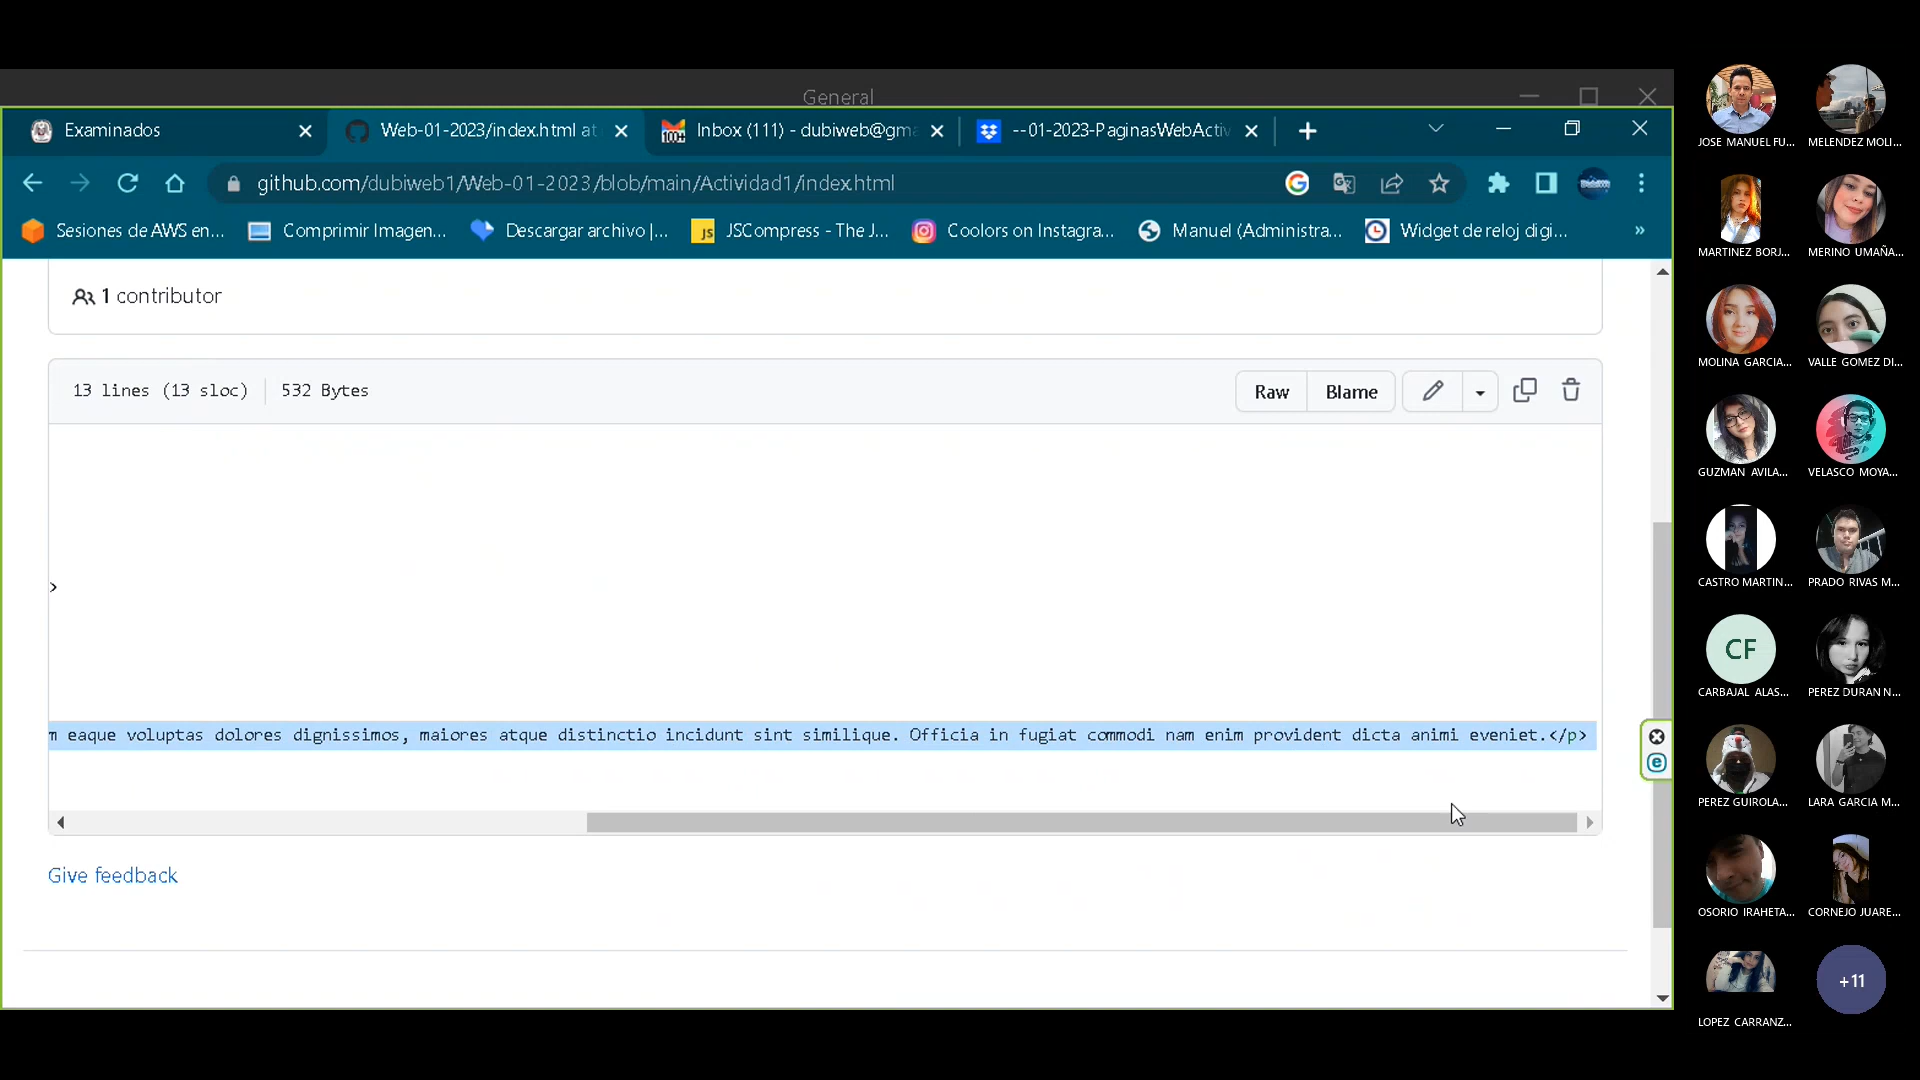 General
Examinados
Web-01-2023/index.html at
Inbox (111) - dubiweb@gma
--01-2023-PaginasWebActiv
github.com/dubiweb1/Web-01-2023/blob/main/Actividad1/index.html
Sesiones de AWS en...
Comprimir Imagen...
Descargar archivo |...
JS
JSCompress - The J...
Coolors on Instagra...
Manuel (Administra...
Widget de reloj digi...
»
1 contributor
13 lines (13 sloc)
532 Bytes
Raw
Blame
>
m eaque voluptas dolores dignissimos, maiores atque distinctio incidunt sint similique. Officia in fugiat commodi nam enim provident dicta animi eveniet.</p>
Give feedback
JOSE MANUEL FU...
MELENDEZ MOLI...
MARTINEZ BORJ...
MERINO UMAÑA...
MOLINA GARCIA...
VALLE GOMEZ DI...
GUZMAN AVILA...
VELASCO MOYA...
CASTRO MARTIN...
PRADO RIVAS M...
CF
CARBAJAL ALAS...
PEREZ DURAN N...
PEREZ GUIROLA...
LARA GARCIA M...
OSORIO IRAHETA...
CORNEJO JUARE...
LOPEZ CARRANZ...
+11